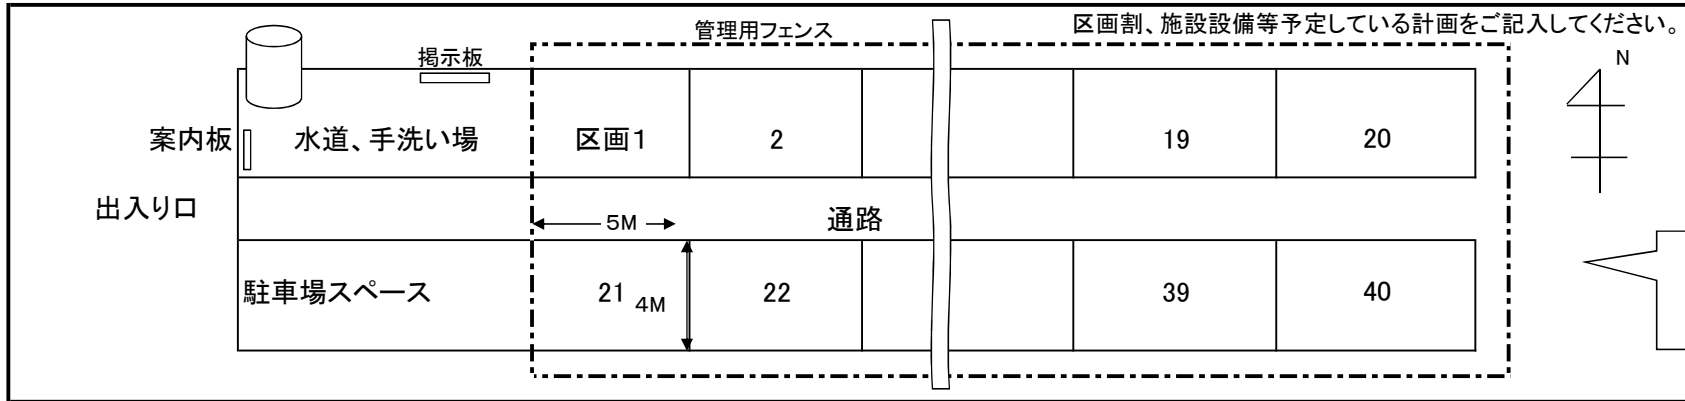 管理用フェンス
区画割、施設設備等予定している計画をご記入してください。
掲示板
N
案内板
水道、手洗い場
区画1
2
19
20
出入り口
5M
通路
駐車場スペース
21
4M
22
39
40